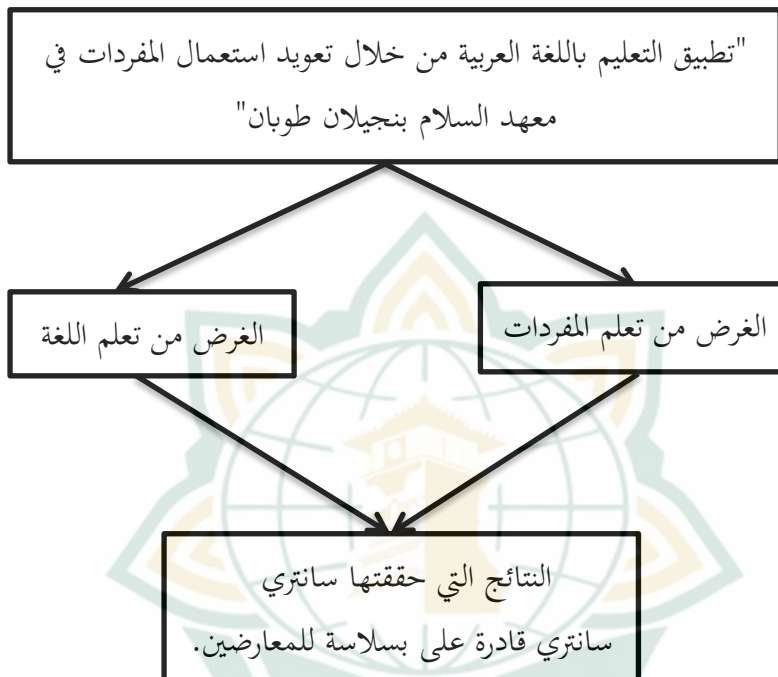 "تطبيق التعليم باللغة العربية من خلال تعويد استعمال المفردات في
معهد السلام بنجيلان طوبان"
الغرض من تعلم المفردات
الغرض من تعلم اللغة
النتائج التي حققتها سانتري
سانتري قادرة على بسلاسة للمعارضين.